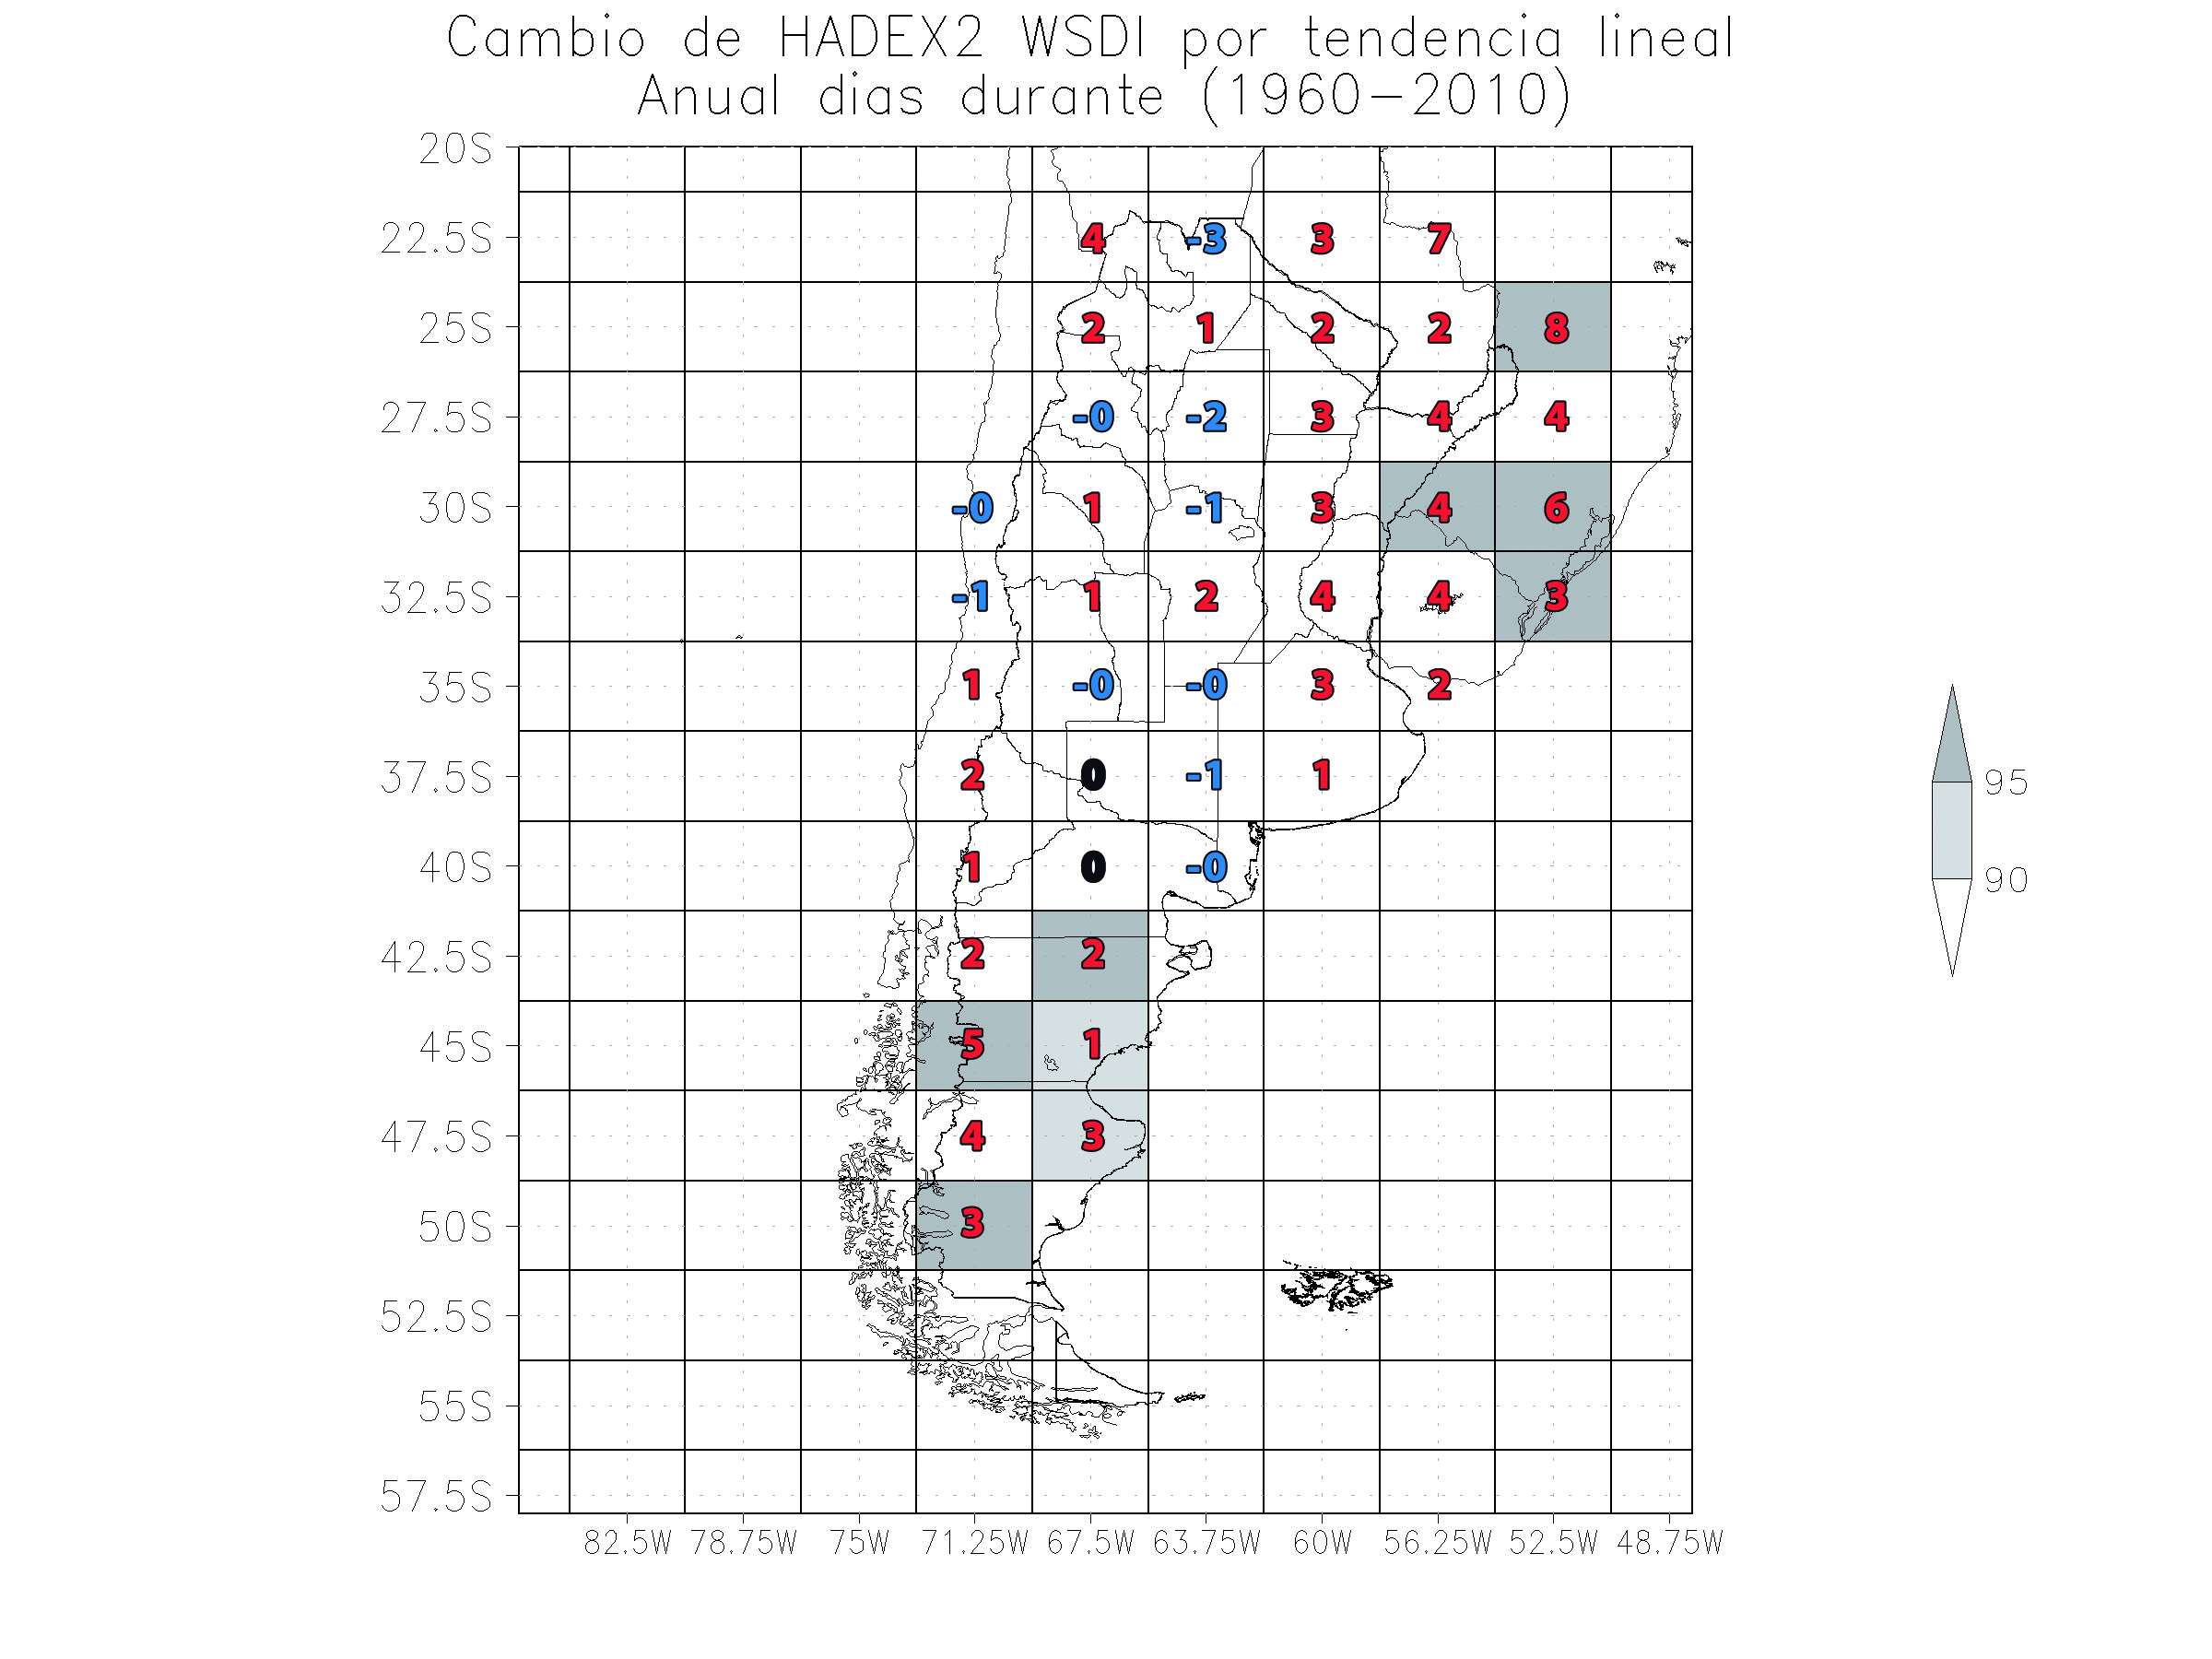 Cambio de HADEX2 WSDI por tendencia lineal
Anual dias durante (1960-2010)
20S
22.5S 4 -3 3 7
25S 2 1 2 2 8
27.5S -0 -2 3 4 4
30S -0 1 -1 3 4 6
32.5S -1 1 2 4 4 3
35S 1 -0 -0 3 2
37.5S 2 0 -1 1
95
40S 1 0 -0
90
42.5S 2 2
45S 5 1
47.5S 4 3
50S 3
52.5S
55S
57.5S
82.5W 78.75W 75W 71.25W 67.5W 63.75W 60W 56.25W 52.5W 48.75W